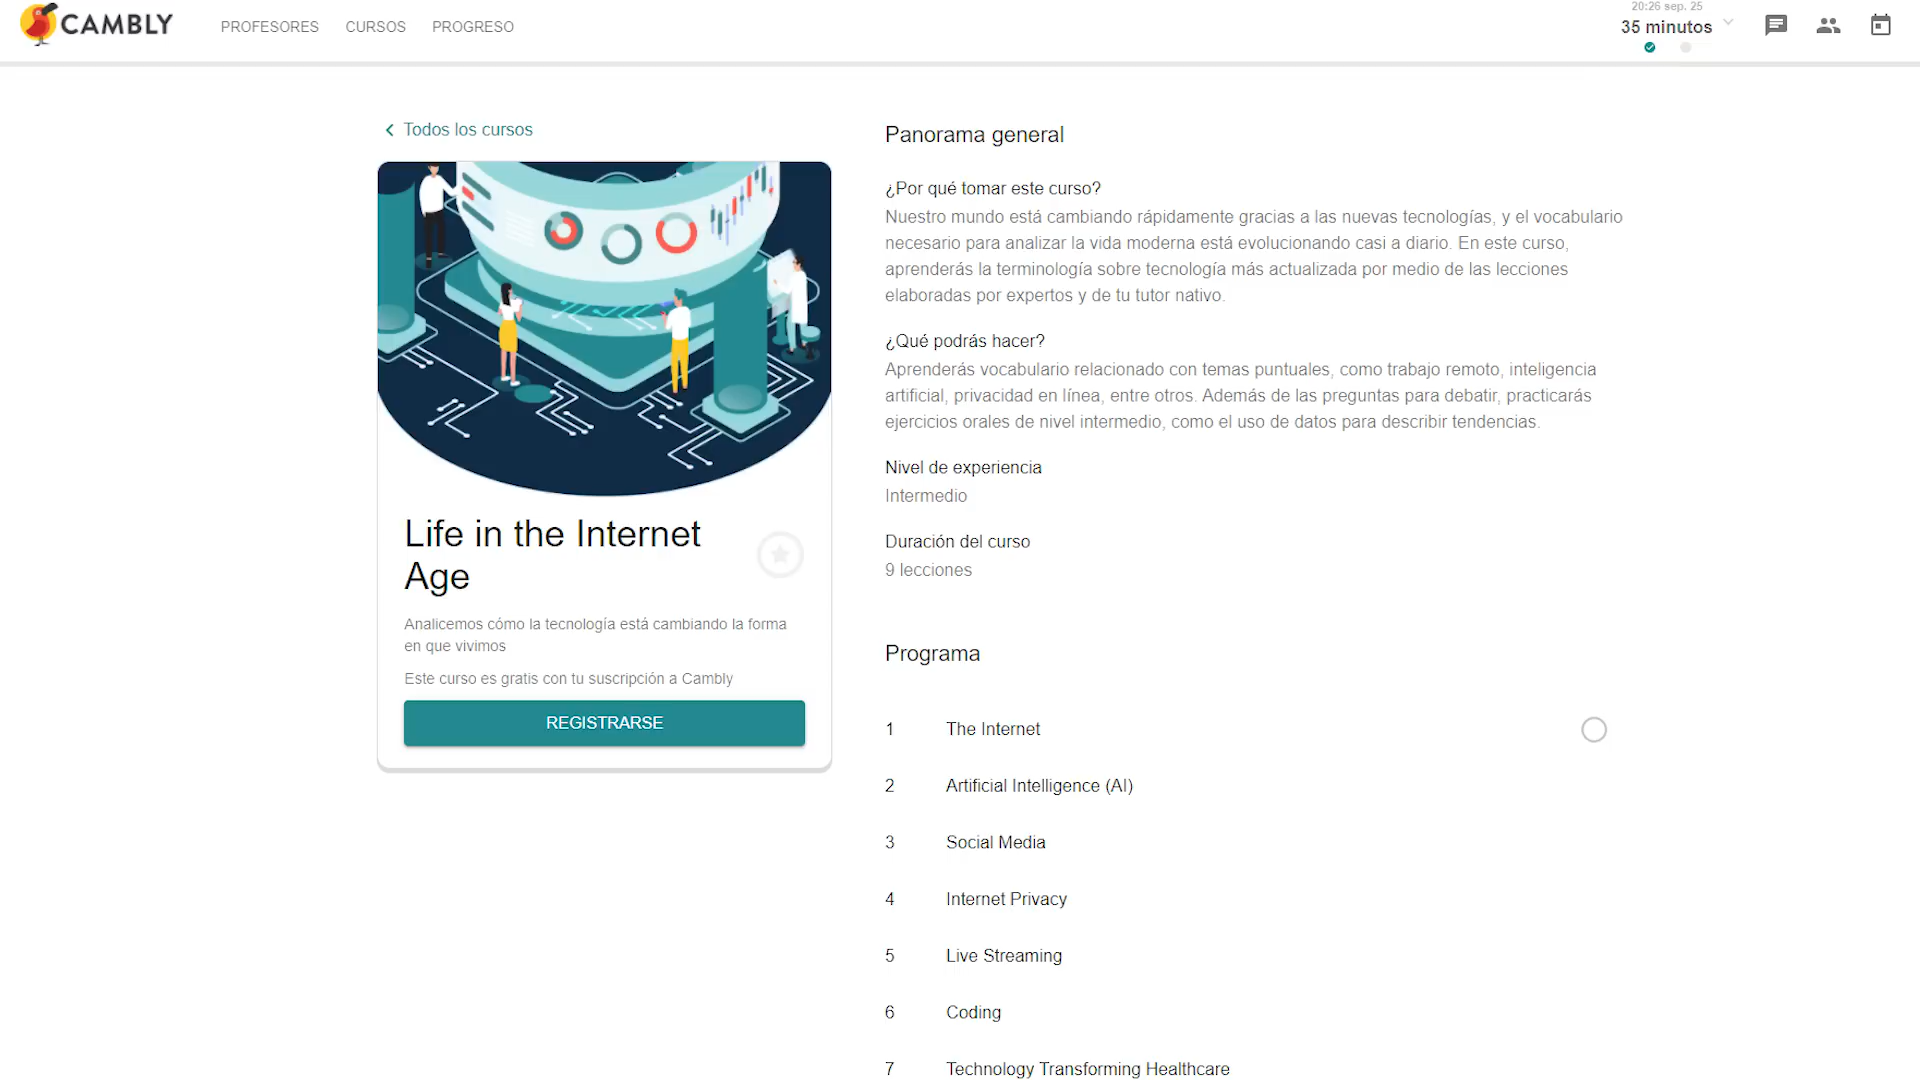 CAMBLY
PROFESORES
CURSOS
PROGRESO
20:26 sep. 25
35 minutos
Todos los cursos
Life in the Internet
Age
Analicemos cómo la tecnología está cambiando la forma
en que vivimos
Este curso es gratis con tu suscripción a Cambly
REGISTRARSE
Panorama general
¿Por qué tomar este curso?
Nuestro mundo está cambiando rápidamente gracias a las nuevas tecnologías, y el vocabulario
necesario para analizar la vida moderna está evolucionando casi a diario. En este curso,
aprenderás la terminología sobre tecnología más actualizada por medio de las lecciones
elaboradas por expertos y de tu tutor nativo.
¿Qué podrás hacer?
Aprenderás vocabulario relacionado con temas puntuales, como trabajo remoto, inteligencia
artificial, privacidad en línea, entre otros. Además de las preguntas para debatir, practicarás
ejercicios orales de nivel intermedio, como el uso de datos para describir tendencias.
Nivel de experiencia
Intermedio
Duración del curso
9 lecciones
Programa
1 The Internet
2 Artificial Intelligence (AI)
3 Social Media
4 Internet Privacy
5 Live Streaming
6 Coding
7 Technology Transforming Healthcare